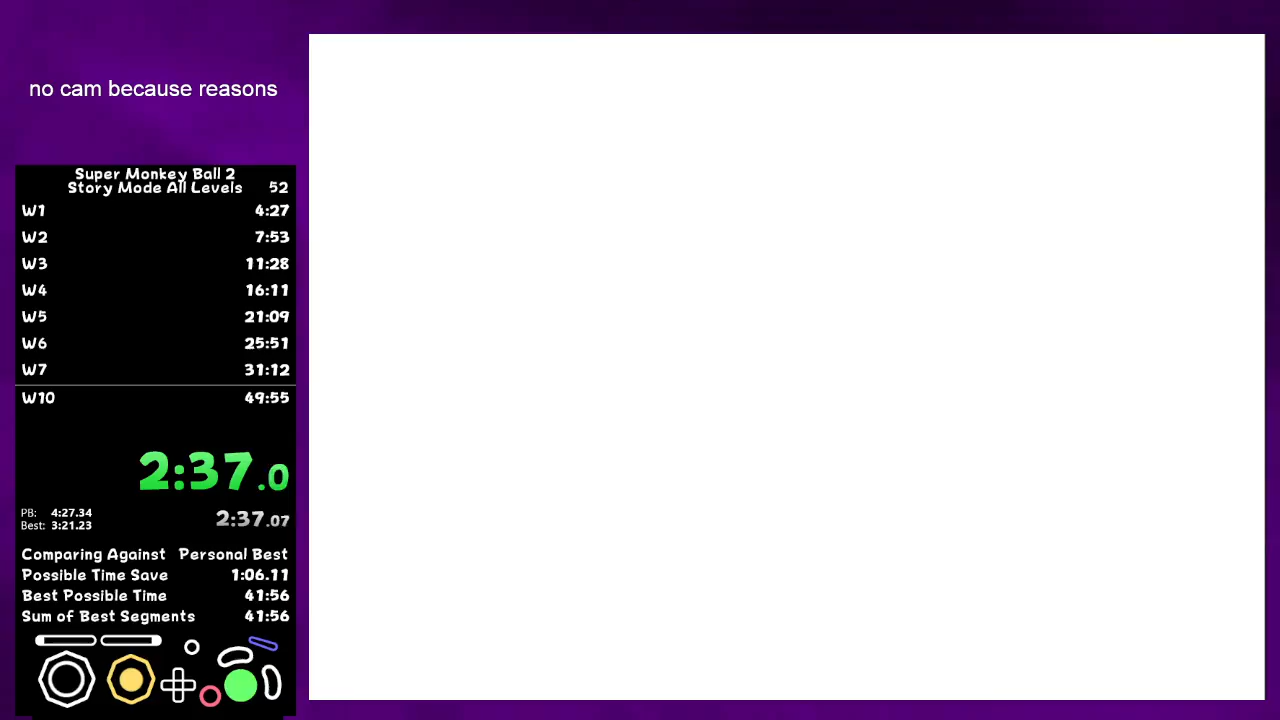 no cam because reasons
Super Monkey Ball 2
Story Mode All Levels 52
W1 4:27
W2 7:53
W3 11:28
W4 16:11
W5 21:09
W6 25:51
W7 31:12
W10 49:55
2:37.0
PB: 4:27.34
Best: 3:21.23
2:37.07
Comparing Against Personal Best
Possible Time Save 1:06.11
Best Possible Time 41:56
Sum of Best Segments 41:56